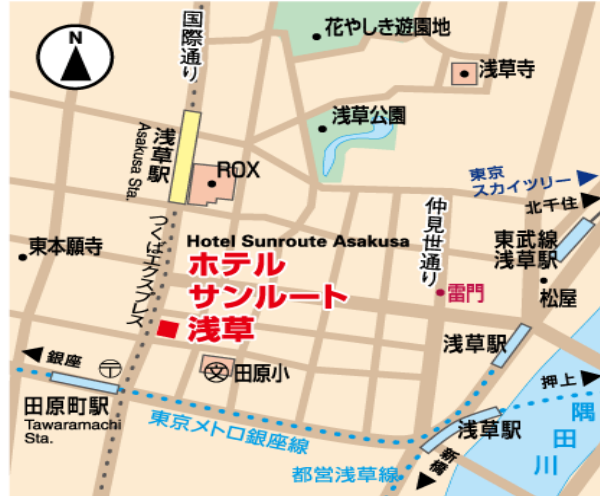 N
国際通り
花やしき遊園地
浅草寺
浅草公園
浅草駅
Asakusa Sta.
ROX
東京
スカイツリー
北千住
仲見世通り
東武線
浅草駅
松屋
東本願寺
つくばエクスプレス
Hotel Sunroute Asakusa
ホテル
サンルート
浅草
雷門
浅草駅
銀座
〒
文
田原小
押上
田原町駅
Tawaramachi
Sta.
東京メトロ銀座線
浅草駅
隅田川
都営浅草線
新橋